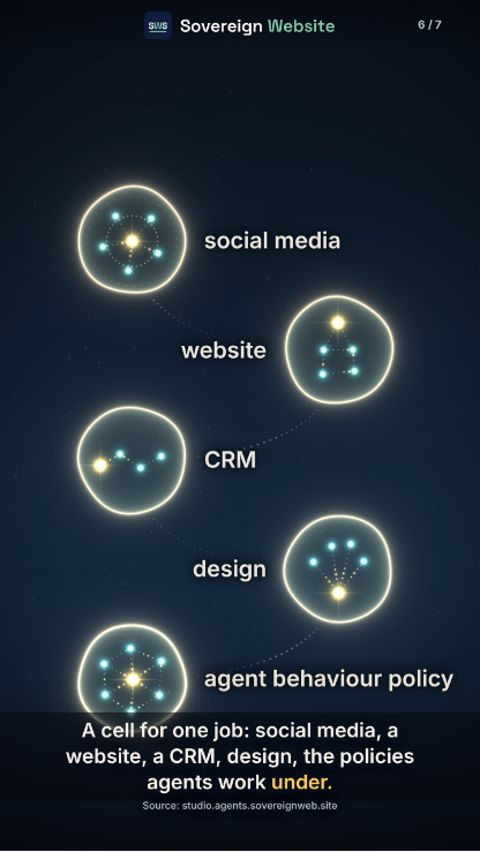 SWS
Sovereign Website
6 / 7
social media
website
CRM
design
agent behaviour policy
A cell for one job: social media, a
website, a CRM, design, the policies
agents work under.
Source: studio.agents.sovereignweb.site